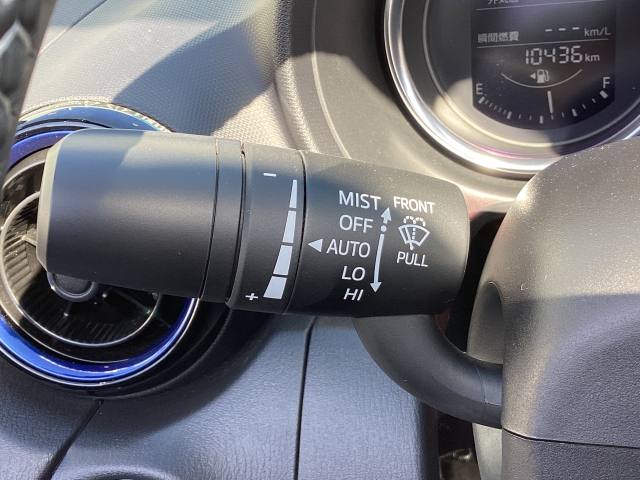 瞬間燃費 --- km/L
10436 km
E F
−
MIST FRONT
OFF
AUTO
PULL
LO
HI
+